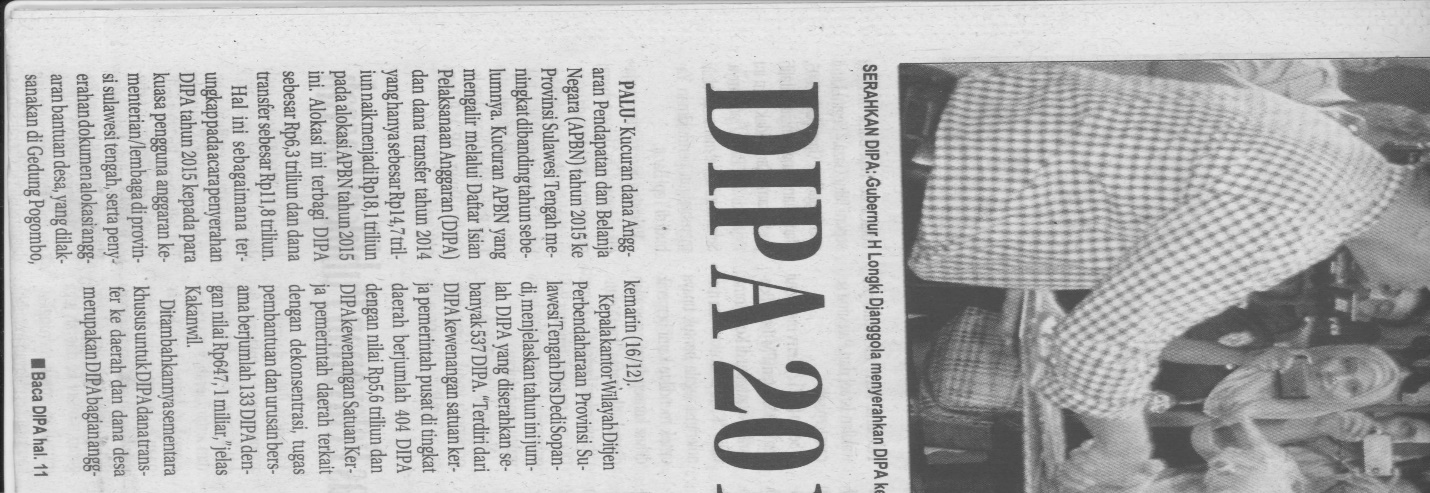 SERAHKAN DIPA: Gubernur H Longki Djanggola menyerahkan DIPA
DIPA 20
PALU- Kucuran dana Angg-
aran Pendapatan dan Belanja
Negara (APBN) tahun 2015 ke
Provinsi Sulawesi Tengah me-
ningkat dibanding tahun sebe-
lumnya. Kucuran APBN yang
mengalir melalui Daftar Isian
Pelaksanaan Anggaran (DIPA)
dan dana transfer tahun 2014
yang hanya sebesar Rp14,7 tril-
iun naik menjadi Rp18,1 triliun
pada alokasi APBN tahun 2015
ini. Alokasi ini terbagi DIPA
sebesar Rp6,3 triliun dan dana
transfer sebesar Rp11,8 triliun.
Hal ini sebagaimana ter-
ungkap pada acara penyerahan
DIPA tahun 2015 kepada para
kuasa pengguna anggaran ke-
menterian/lembaga di provin-
si sulawesi tengah, serta peny-
erahan dokumen alokasi angg-
aran bantuan desa, yang dilak-
sanakan di Gedung Pogombo,
kemarin (16/12).
Kepala kantor Wilayah Ditjen
Perbendaharaan Provinsi Su-
lawesi Tengah Drs Dedi Sopan-
di, menjelaskan tahun ini jum-
lah DIPA yang diserahkan se-
banyak 537 DIPA. "Terdiri dari
DIPA kewenangan satuan ker-
ja pemerintah pusat di tingkat
daerah berjumlah 404 DIPA
dengan nilai Rp5,6 triliun dan
DIPA kewenangan Satuan Ker-
ja pemerintah daerah terkait
dengan dekonsentrasi, tugas
pembantuan dan urusan bers-
ama berjumlah 133 DIPA den-
gan nilai Rp647,1 miliar," jelas
Kakanwil.
Ditambahkannya sementara
khusus untuk DIPA dana trans-
fer ke daerah dan dana desa
merupakan DIPA bagian angg-
■ Baca DIPA hal. 11